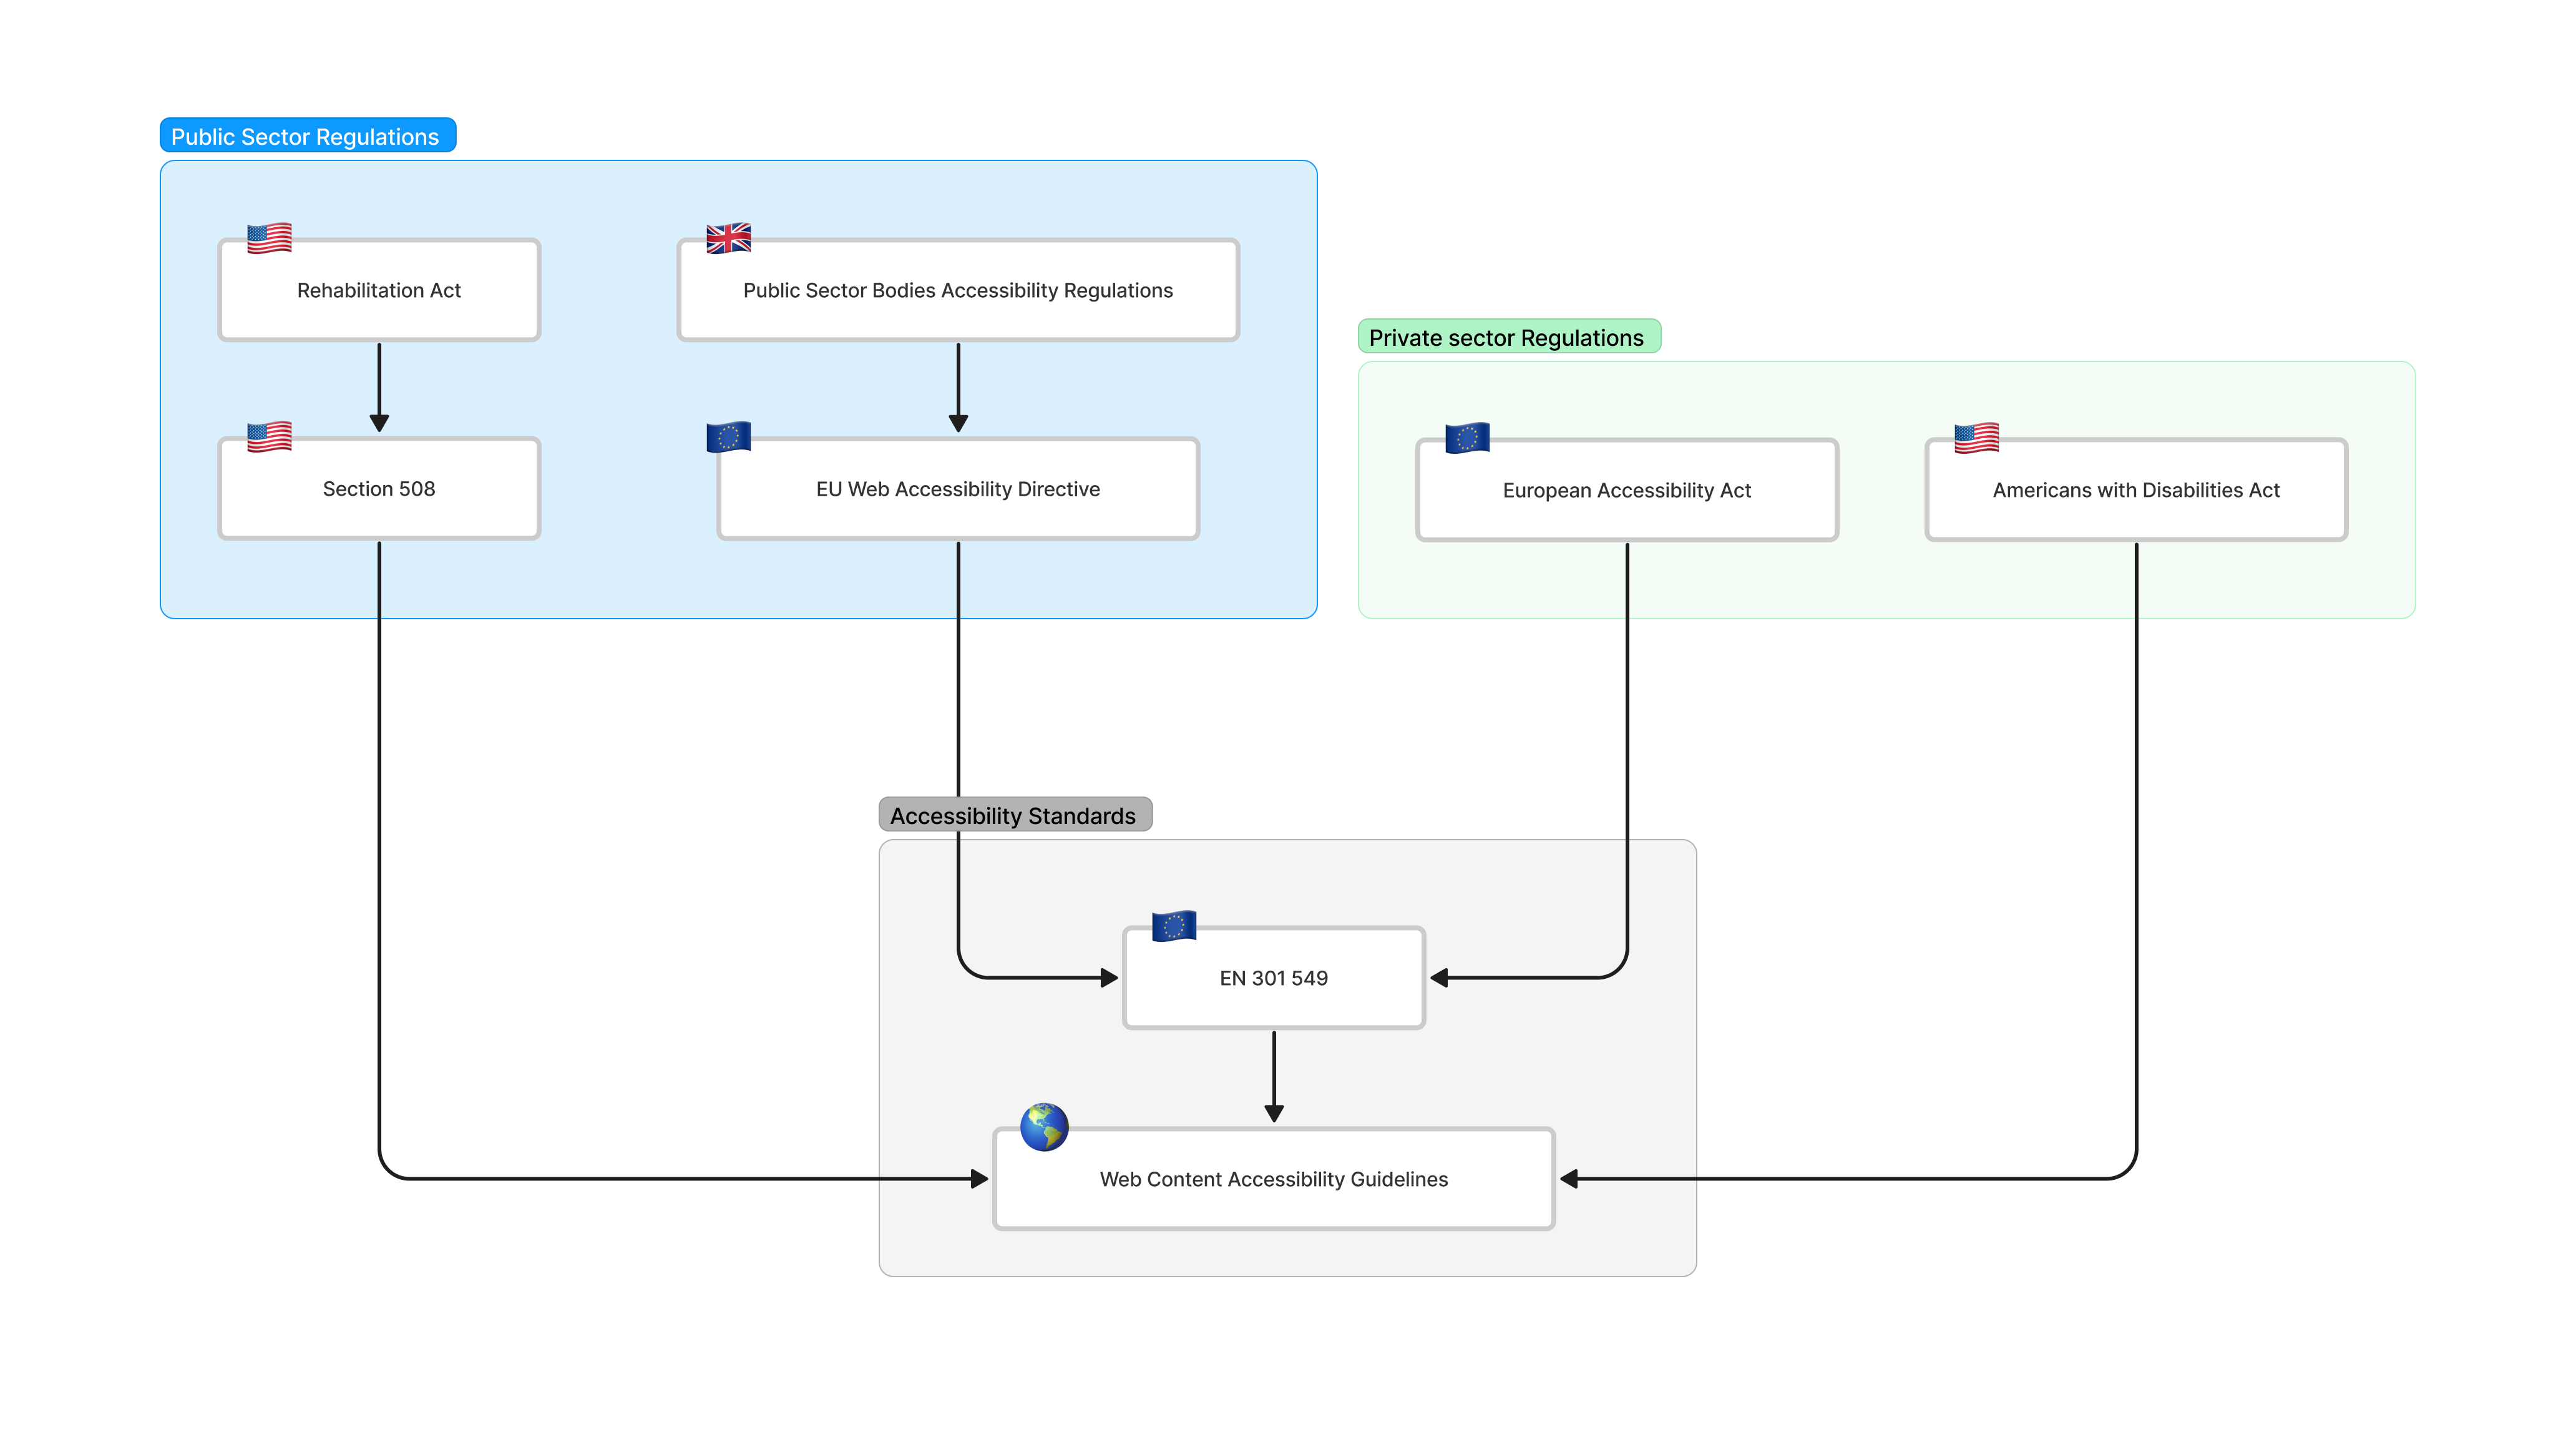 Public Sector Regulations
Rehabilitation Act
Public Sector Bodies Accessibility Regulations
Section 508
EU Web Accessibility Directive
Private sector Regulations
European Accessibility Act
Americans with Disabilities Act
Accessibility Standards
EN 301 549
Web Content Accessibility Guidelines